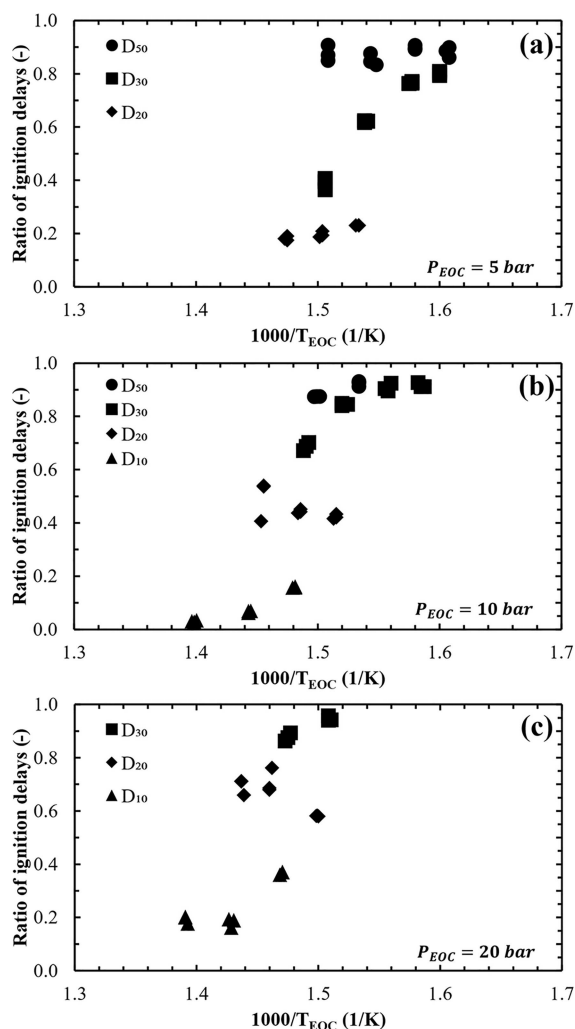 Ratio of ignition delays (-)
1.0
0.8
0.6
0.4
0.2
0.0
D50
D30
D20
(a)
P_EOC = 5 bar
1.3 1.4 1.5 1.6 1.7
1000/T_EOC (1/K)
Ratio of ignition delays (-)
1.0
0.8
0.6
0.4
0.2
0.0
D50
D30
D20
D10
(b)
P_EOC = 10 bar
1.3 1.4 1.5 1.6 1.7
1000/T_EOC (1/K)
Ratio of ignition delays (-)
1.0
0.8
0.6
0.4
0.2
0.0
D30
D20
D10
(c)
P_EOC = 20 bar
1.3 1.4 1.5 1.6 1.7
1000/T_EOC (1/K)